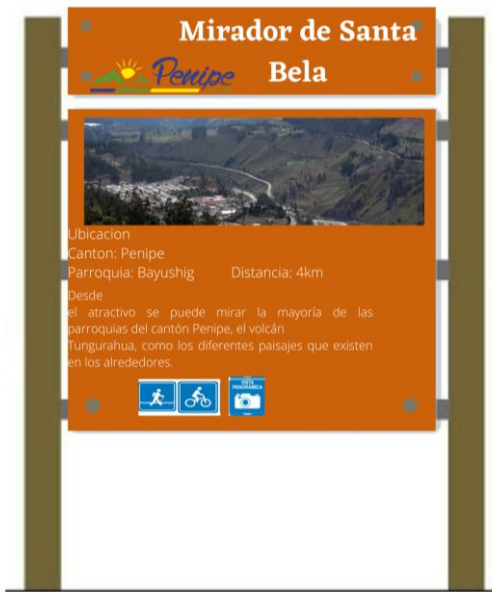 Mirador de Santa
Penipe Bela
Ubicacion
Canton: Penipe
Parroquia: Bayushig Distancia: 4km
Desde
el atractivo se puede mirar la mayoría de las
parroquias del cantón Penipe, el volcán
Tungurahua, como los diferentes paisajes que existen
en los alrededores.
VISTA
PANORÁMICA